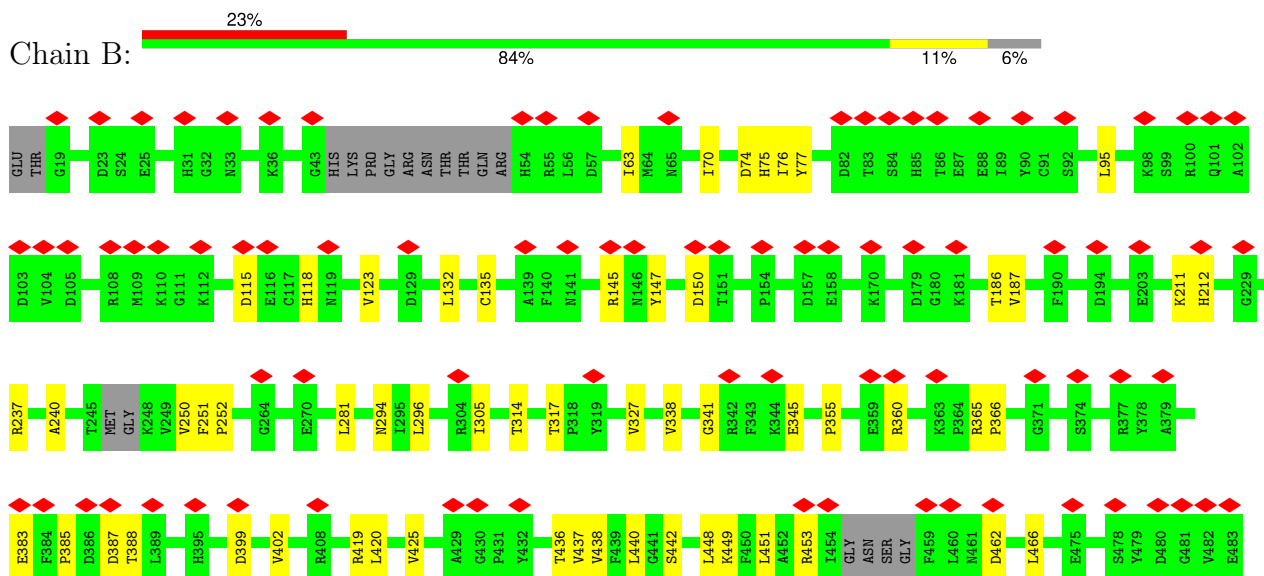 23%
Chain B:
84% 11% 6%
GLU THR G19 D23 S24 E25 H31 G32 N33 K36 G43 HIS LYS PRO GLY ARG ASN THR THR GLN ARG H54 R55 L56 D57 I63 M64 N65 I70 D74 H75 I76 Y77 D82 T83 S84 H85 T86 E87 E88 I89 Y90 C91 S92 L95 K98 S99 R100 Q101 A102
D103 V104 D105 R108 M109 K110 G111 K112 D115 E116 C117 H118 N119 V123 D129 L132 C135 A139 F140 N141 R145 N146 Y147 D150 T151 P154 D157 E158 K170 D179 G180 K181 T186 V187 F190 D194 E203 K211 H212 G229
R237 A240 T245 MET GLY K248 V249 V250 F251 P252 G264 E270 L281 N294 I295 L296 R304 I305 T314 T317 P318 Y319 V327 V338 G341 R342 F343 K344 E345 P355 E359 R360 K363 P364 R365 P366 G371 S374 R377 Y378 A379
E383 F384 P385 D386 D387 T388 L389 H395 D399 V402 R408 R419 L420 V425 A429 G430 P431 Y432 T436 V437 V438 F439 L440 G441 S442 L448 K449 F450 L451 A452 R453 I454 GLY ASN SER GLY F459 L460 N461 D462 L466 E475 S478 Y479 D480 G481 V482 E483